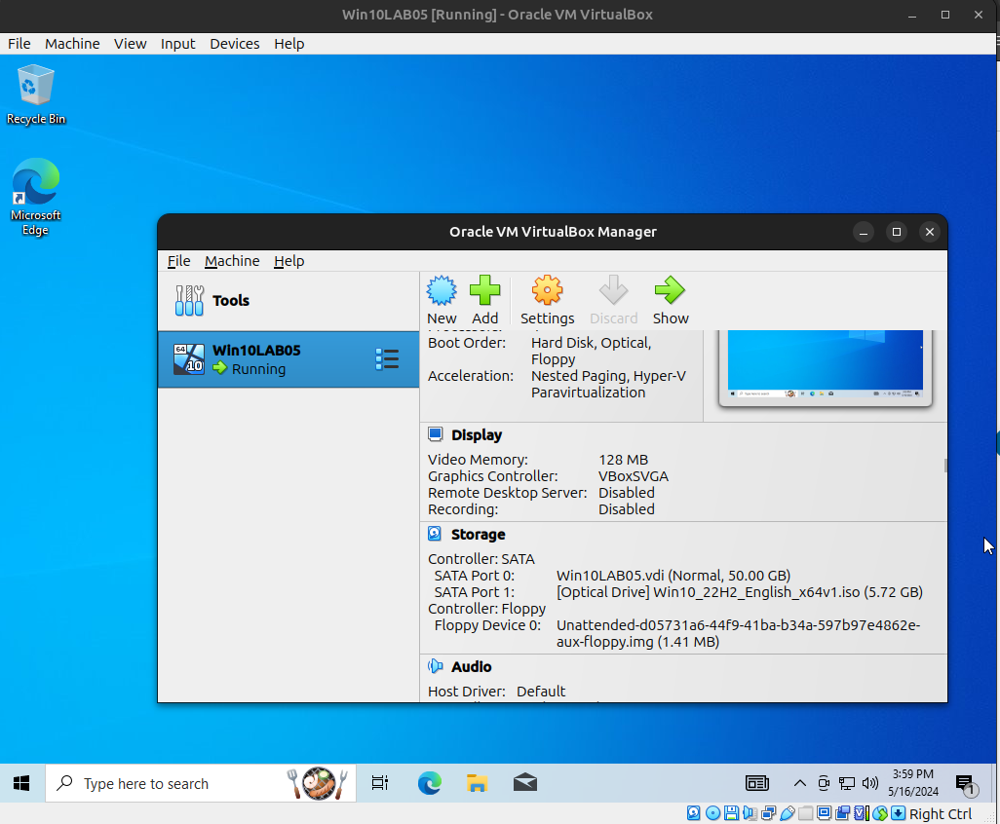 Win10LAB05 [Running] - Oracle VM VirtualBox
File Machine View Input Devices Help
Recycle Bin
Microsoft
Edge
Oracle VM VirtualBox Manager
File Machine Help
Tools
New Add Settings Discard Show
64
10
Win10LAB05
Running
Boot Order: Hard Disk, Optical,
Floppy
Acceleration: Nested Paging, Hyper-V
Paravirtualization
Display
Video Memory: 128 MB
Graphics Controller: VBoxSVGA
Remote Desktop Server: Disabled
Recording: Disabled
Storage
Controller: SATA
SATA Port 0: Win10LAB05.vdi (Normal, 50.00 GB)
SATA Port 1: [Optical Drive] Win10_22H2_English_x64v1.iso (5.72 GB)
Controller: Floppy
Floppy Device 0: Unattended-d05731a6-44f9-41ba-b34a-597b97e4862e-
aux-floppy.img (1.41 MB)
Audio
Host Driver: Default
Type here to search
3:59 PM
5/16/2024
1
Right Ctrl